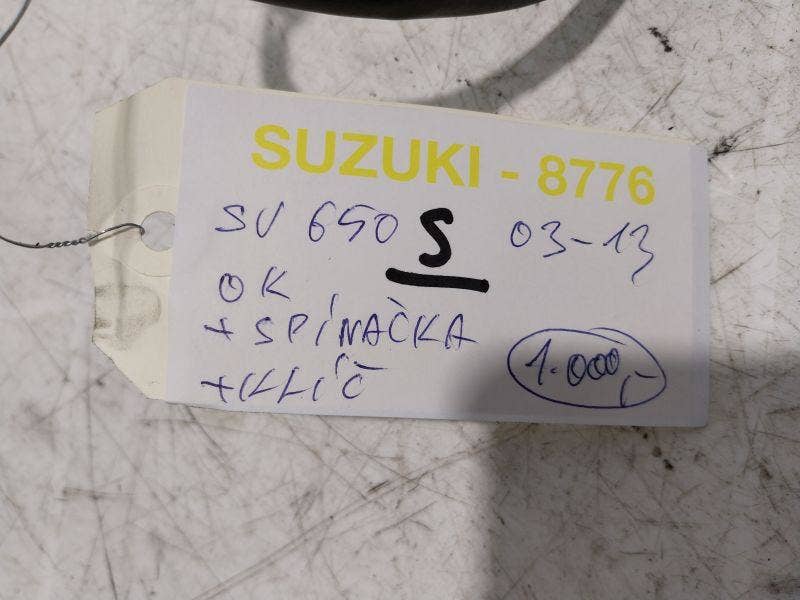 SUZUKI - 8776
SV 650 S 03-13
OK
+ SPÍNAČKA
+ KLÍČ
1.000,-